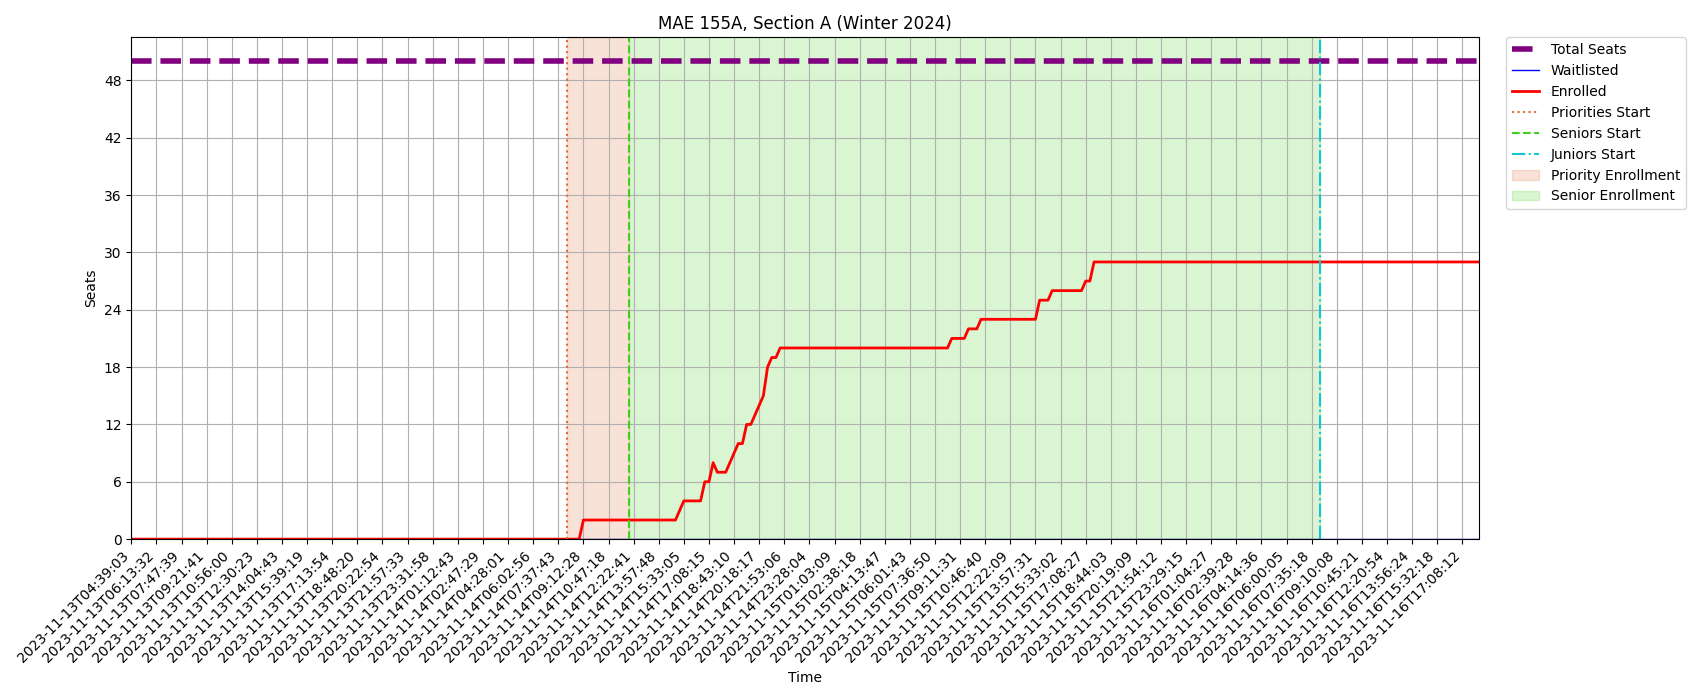 MAE 155A, Section A (Winter 2024)
Total Seats
Waitlisted
Enrolled
Priorities Start
Seniors Start
Juniors Start
Priority Enrollment
Senior Enrollment
Seats
48
42
36
30
24
18
12
6
0
2023-11-13T04:39:03
2023-11-13T06:13:32
2023-11-13T07:47:39
2023-11-13T09:21:41
2023-11-13T10:56:00
2023-11-13T12:30:23
2023-11-13T14:04:43
2023-11-13T15:39:19
2023-11-13T17:13:54
2023-11-13T18:48:20
2023-11-13T20:22:54
2023-11-13T21:57:33
2023-11-13T23:31:58
2023-11-14T01:12:43
2023-11-14T02:47:29
2023-11-14T04:28:01
2023-11-14T06:02:56
2023-11-14T07:37:43
2023-11-14T09:12:28
2023-11-14T10:47:18
2023-11-14T12:22:41
2023-11-14T13:57:48
2023-11-14T15:33:05
2023-11-14T17:08:15
2023-11-14T18:43:10
2023-11-14T20:18:17
2023-11-14T21:53:06
2023-11-14T23:28:04
2023-11-15T01:03:09
2023-11-15T02:38:18
2023-11-15T04:13:47
2023-11-15T06:01:43
2023-11-15T07:36:50
2023-11-15T09:11:31
2023-11-15T10:46:40
2023-11-15T12:22:09
2023-11-15T13:57:31
2023-11-15T15:33:02
2023-11-15T17:08:27
2023-11-15T18:44:03
2023-11-15T20:19:09
2023-11-15T21:54:12
2023-11-15T23:29:15
2023-11-16T01:04:27
2023-11-16T02:39:28
2023-11-16T04:14:36
2023-11-16T06:00:05
2023-11-16T07:35:18
2023-11-16T09:10:08
2023-11-16T10:45:21
2023-11-16T12:20:54
2023-11-16T13:56:24
2023-11-16T15:32:18
2023-11-16T17:08:12
Time